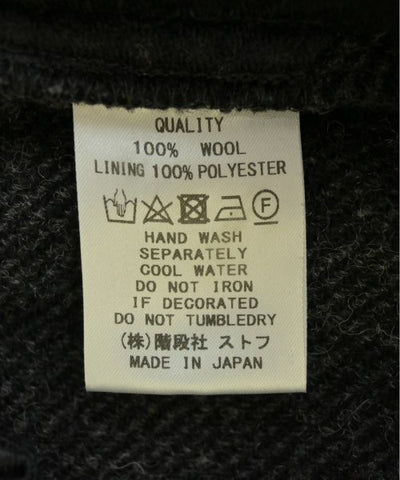 QUALITY
100% WOOL
LINING 100% POLYESTER
F
HAND WASH
SEPARATELY
COOL WATER
DO NOT IRON
IF DECORATED
DO NOT TUMBLEDRY
(株)階段社 ストフ
MADE IN JAPAN